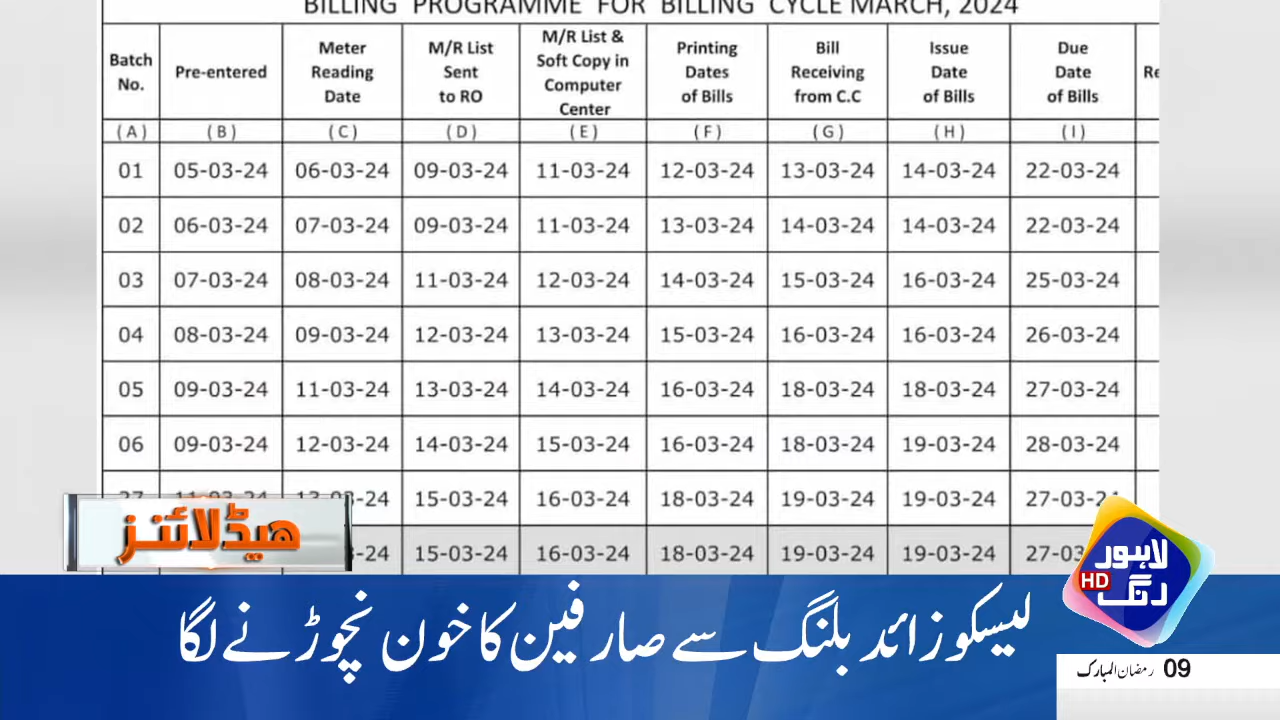 BILLING PROGRAMME FOR BILLING CYCLE MARCH, 2024
Batch No. Pre-entered Meter Reading Date M/R List Sent to RO M/R List & Soft Copy in Computer Center Printing Dates of Bills Bill Receiving from C.C Issue Date of Bills Due Date of Bills
(A) (B) (C) (D) (E) (F) (G) (H) (I)
01 05-03-24 06-03-24 09-03-24 11-03-24 12-03-24 13-03-24 14-03-24 22-03-24
02 06-03-24 07-03-24 09-03-24 11-03-24 13-03-24 14-03-24 14-03-24 22-03-24
03 07-03-24 08-03-24 11-03-24 12-03-24 14-03-24 15-03-24 16-03-24 25-03-24
04 08-03-24 09-03-24 12-03-24 13-03-24 15-03-24 16-03-24 16-03-24 26-03-24
05 09-03-24 11-03-24 13-03-24 14-03-24 16-03-24 18-03-24 18-03-24 27-03-24
06 09-03-24 12-03-24 14-03-24 15-03-24 16-03-24 18-03-24 19-03-24 28-03-24
15-03-24 16-03-24 18-03-24 19-03-24 19-03-24 27-03-24
15-03-24 16-03-24 18-03-24 19-03-24 19-03-24
ہیڈلائنز
لاہور
رنگ HD
لیسکو زائد بلنگ سے صارفین کا خون نچوڑنے لگا
09 رمضان المبارک